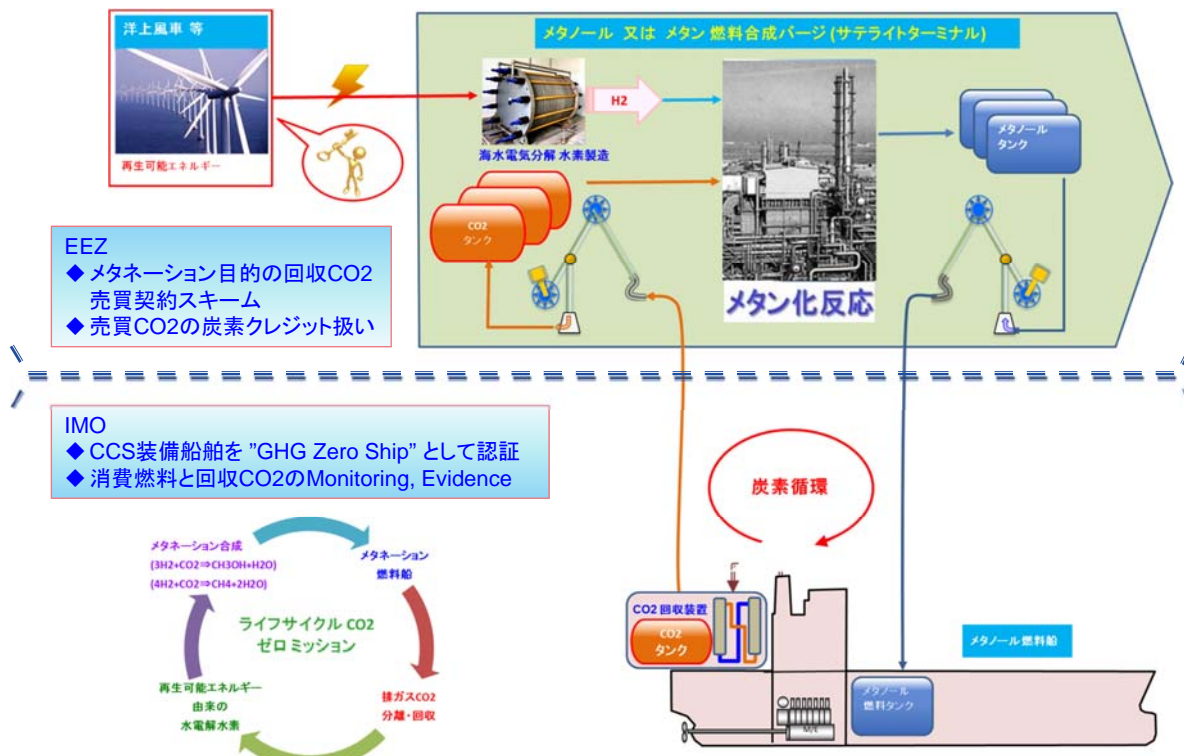 洋上風車 等
再生可能エネルギー
メタノール 又は メタン 燃料合成バージ (サテライトターミナル)
H2
海水電気分解 水素製造
CO2
タンク
メタン化反応
メタノール
タンク
EEZ
◆ メタネーション目的の回収CO2
売買契約スキーム
◆ 売買CO2の炭素クレジット扱い
IMO
◆ CCS装備船舶を ”GHG Zero Ship” として認証
◆ 消費燃料と回収CO2のMonitoring, Evidence
メタネーション合成
(3H2+CO2⇒CH3OH+H2O)
(4H2+CO2⇒CH4+2H2O)
メタネーション
燃料船
ライフサイクル CO2
ゼロミッション
再生可能エネルギー
由来の
水電解水素
排ガスCO2
分離・回収
炭素循環
CO2 回収装置
CO2
タンク
メタノール燃料船
メタノール
燃料タンク
M/E